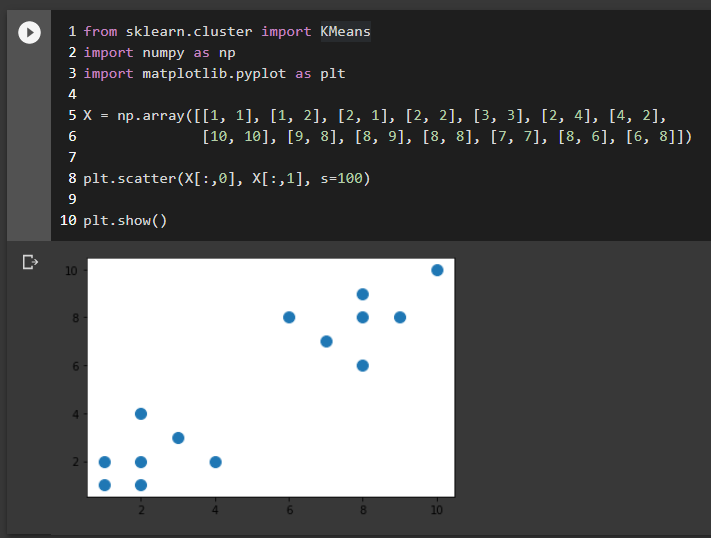 1 from sklearn.cluster import KMeans
2 import numpy as np
3 import matplotlib.pyplot as plt
4
5 X = np.array([[1, 1], [1, 2], [2, 1], [2, 2], [3, 3], [2, 4], [4, 2],
6               [10, 10], [9, 8], [8, 9], [8, 8], [7, 7], [8, 6], [6, 8]])
7
8 plt.scatter(X[:,0], X[:,1], s=100)
9
10 plt.show()
10
8
6
4
2
2 4 6 8 10